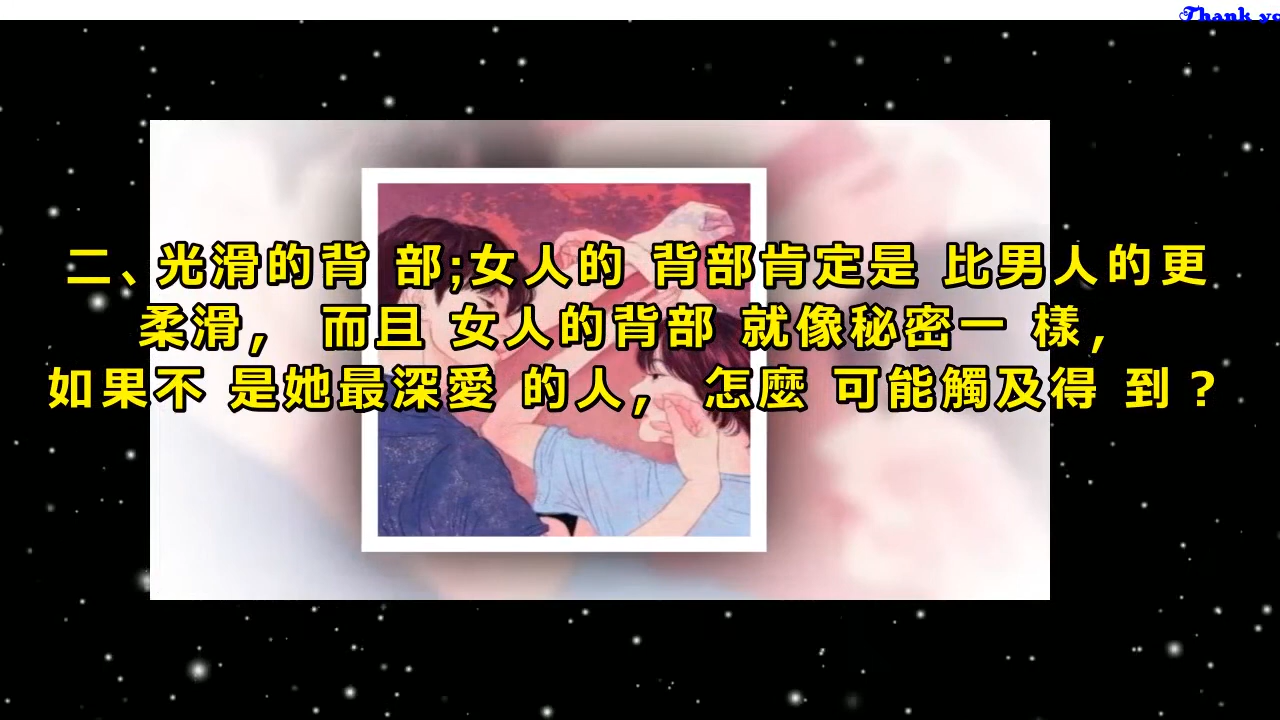 Thank yo
二、光滑的背 部;女人的 背部肯定是 比男人的更
柔滑， 而且 女人的背部 就像秘密一 樣，
如果不 是她最深愛 的人， 怎麼 可能觸及得 到？